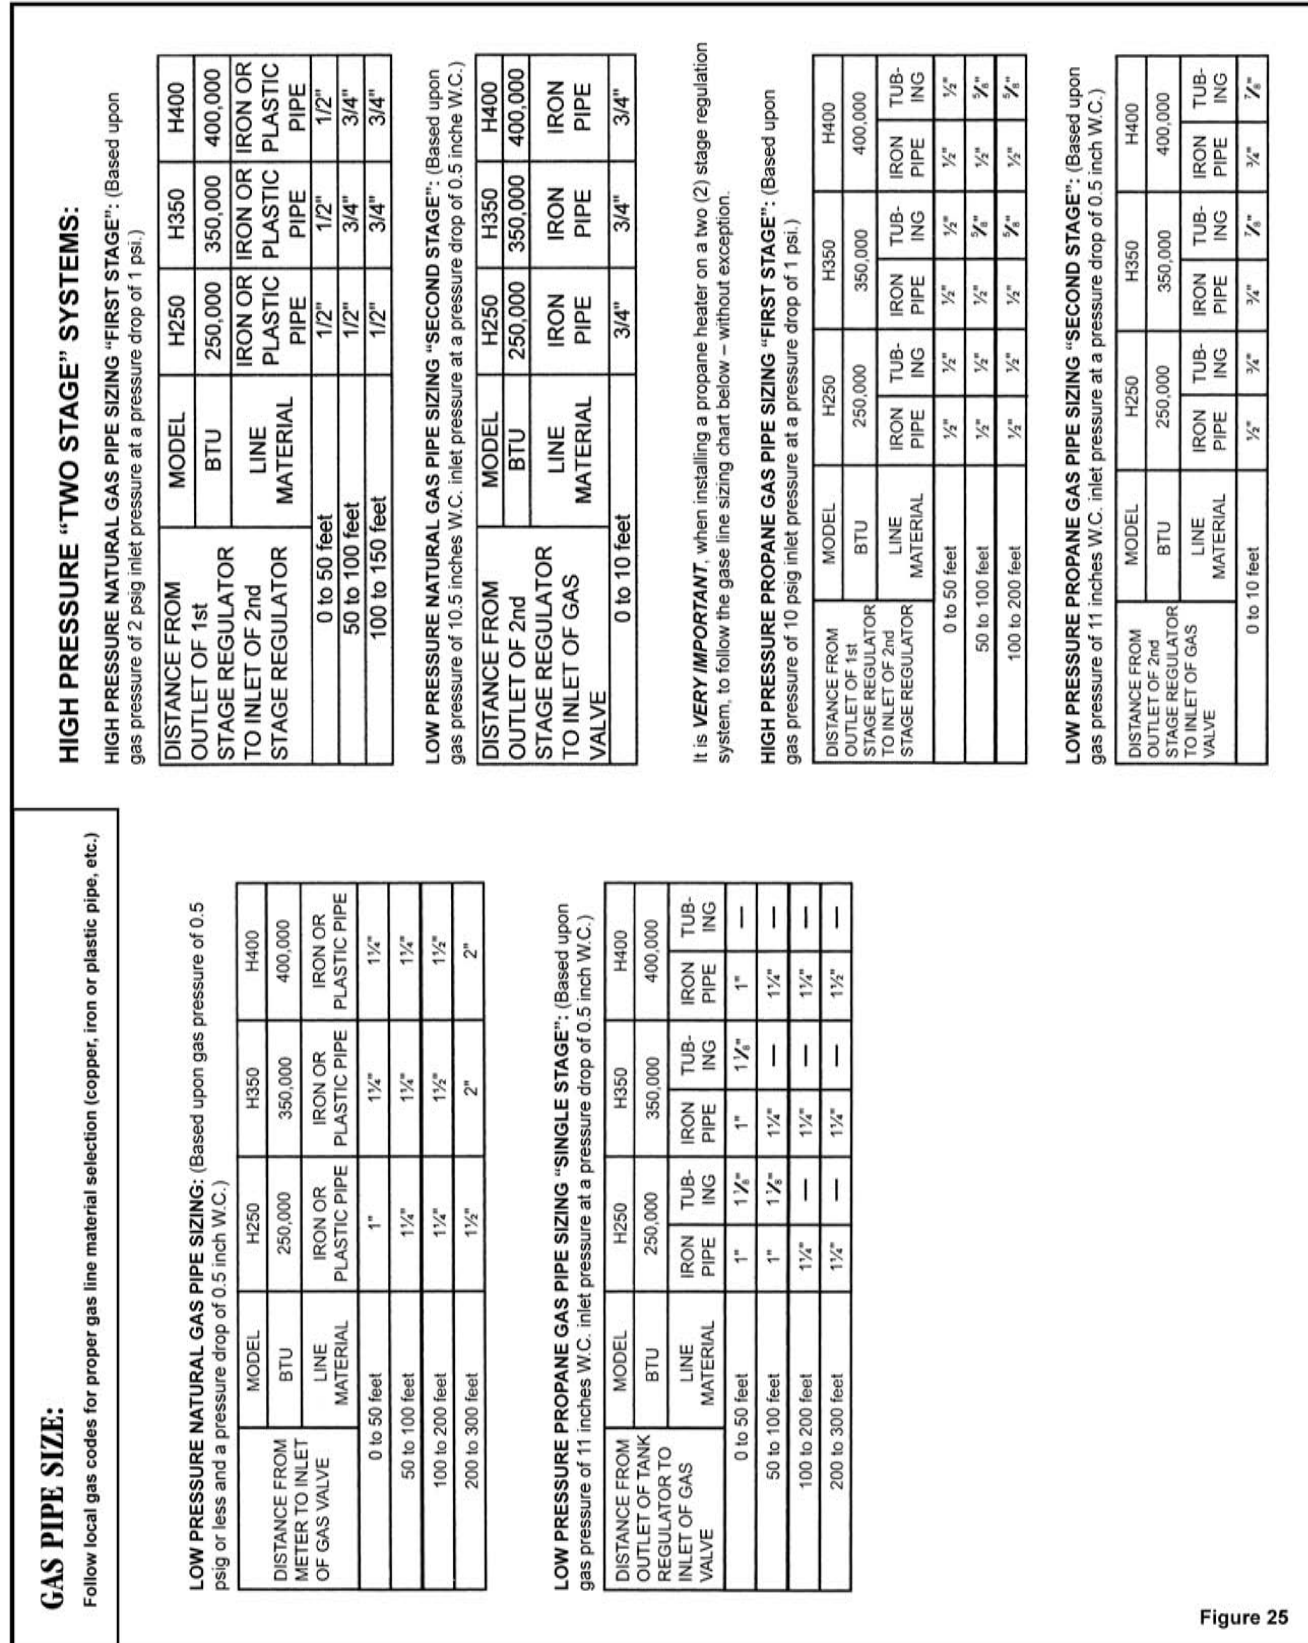 GAS PIPE SIZE:
Follow local gas codes for proper gas line material selection (copper, iron or plastic pipe, etc.)
LOW PRESSURE NATURAL GAS PIPE SIZING: (Based upon gas pressure of 0.5
psig or less and a pressure drop of 0.5 inch W.C.)
DISTANCE FROM METER TO INLET OF GAS VALVE MODEL H250 H350 H400
BTU 250,000 350,000 400,000
LINE MATERIAL IRON OR PLASTIC PIPE IRON OR PLASTIC PIPE IRON OR PLASTIC PIPE
0 to 50 feet 1" 1¼" 1¼"
50 to 100 feet 1¼" 1¼" 1¼"
100 to 200 feet 1¼" 1½" 1½"
200 to 300 feet 1½" 2" 2"
LOW PRESSURE PROPANE GAS PIPE SIZING “SINGLE STAGE”: (Based upon
gas pressure of 11 inches W.C. inlet pressure at a pressure drop of 0.5 inch W.C.)
DISTANCE FROM OUTLET OF TANK REGULATOR TO INLET OF GAS VALVE MODEL H250 H350 H400
BTU 250,000 350,000 400,000
LINE MATERIAL IRON PIPE TUB-ING IRON PIPE TUB-ING IRON PIPE TUB-ING
0 to 50 feet 1" 1⅛" 1" 1⅛" 1" —
50 to 100 feet 1" 1⅛" 1¼" — 1¼" —
100 to 200 feet 1¼" — 1¼" — 1¼" —
200 to 300 feet 1¼" — 1¼" — 1½" —
HIGH PRESSURE “TWO STAGE” SYSTEMS:
HIGH PRESSURE NATURAL GAS PIPE SIZING “FIRST STAGE”: (Based upon
gas pressure of 2 psig inlet pressure at a pressure drop of 1 psi.)
DISTANCE FROM OUTLET OF 1st STAGE REGULATOR TO INLET OF 2nd STAGE REGULATOR MODEL H250 H350 H400
BTU 250,000 350,000 400,000
LINE MATERIAL IRON OR PLASTIC PIPE IRON OR PLASTIC PIPE IRON OR PLASTIC PIPE
0 to 50 feet 1/2" 1/2" 1/2"
50 to 100 feet 1/2" 3/4" 3/4"
100 to 150 feet 1/2" 3/4" 3/4"
LOW PRESSURE NATURAL GAS PIPE SIZING “SECOND STAGE”: (Based upon
gas pressure of 10.5 inches W.C. inlet pressure at a pressure drop of 0.5 inche W.C.)
DISTANCE FROM OUTLET OF 2nd STAGE REGULATOR TO INLET OF GAS VALVE MODEL H250 H350 H400
BTU 250,000 350,000 400,000
LINE MATERIAL IRON PIPE IRON PIPE IRON PIPE
0 to 10 feet 3/4" 3/4" 3/4"
It is VERY IMPORTANT, when installing a propane heater on a two (2) stage regulation
system, to follow the gase line sizing chart below – without exception.
HIGH PRESSURE PROPANE GAS PIPE SIZING “FIRST STAGE”: (Based upon
gas pressure of 10 psig inlet pressure at a pressure drop of 1 psi.)
DISTANCE FROM OUTLET OF 1st STAGE REGULATOR TO INLET OF 2nd STAGE REGULATOR MODEL H250 H350 H400
BTU 250,000 350,000 400,000
LINE MATERIAL IRON PIPE TUB-ING IRON PIPE TUB-ING IRON PIPE TUB-ING
0 to 50 feet ½" ½" ½" ½" ½" ½"
50 to 100 feet ½" ½" ½" ⅝" ½" ⅝"
100 to 200 feet ½" ½" ½" ⅝" ½" ⅝"
LOW PRESSURE PROPANE GAS PIPE SIZING “SECOND STAGE”: (Based upon
gas pressure of 11 inches W.C. inlet pressure at a pressure drop of 0.5 inch W.C.)
DISTANCE FROM OUTLET OF 2nd STAGE REGULATOR TO INLET OF GAS VALVE MODEL H250 H350 H400
BTU 250,000 350,000 400,000
LINE MATERIAL IRON PIPE TUB-ING IRON PIPE TUB-ING IRON PIPE TUB-ING
0 to 10 feet ½" ¾" ¾" ⅞" ¾" ⅞"
Figure 25